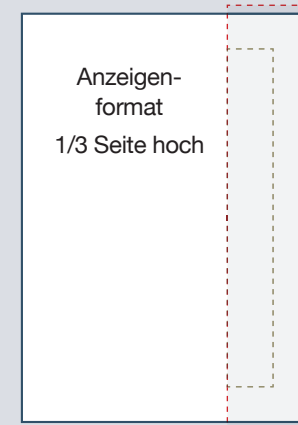 Anzeigen-
format
1/3 Seite hoch